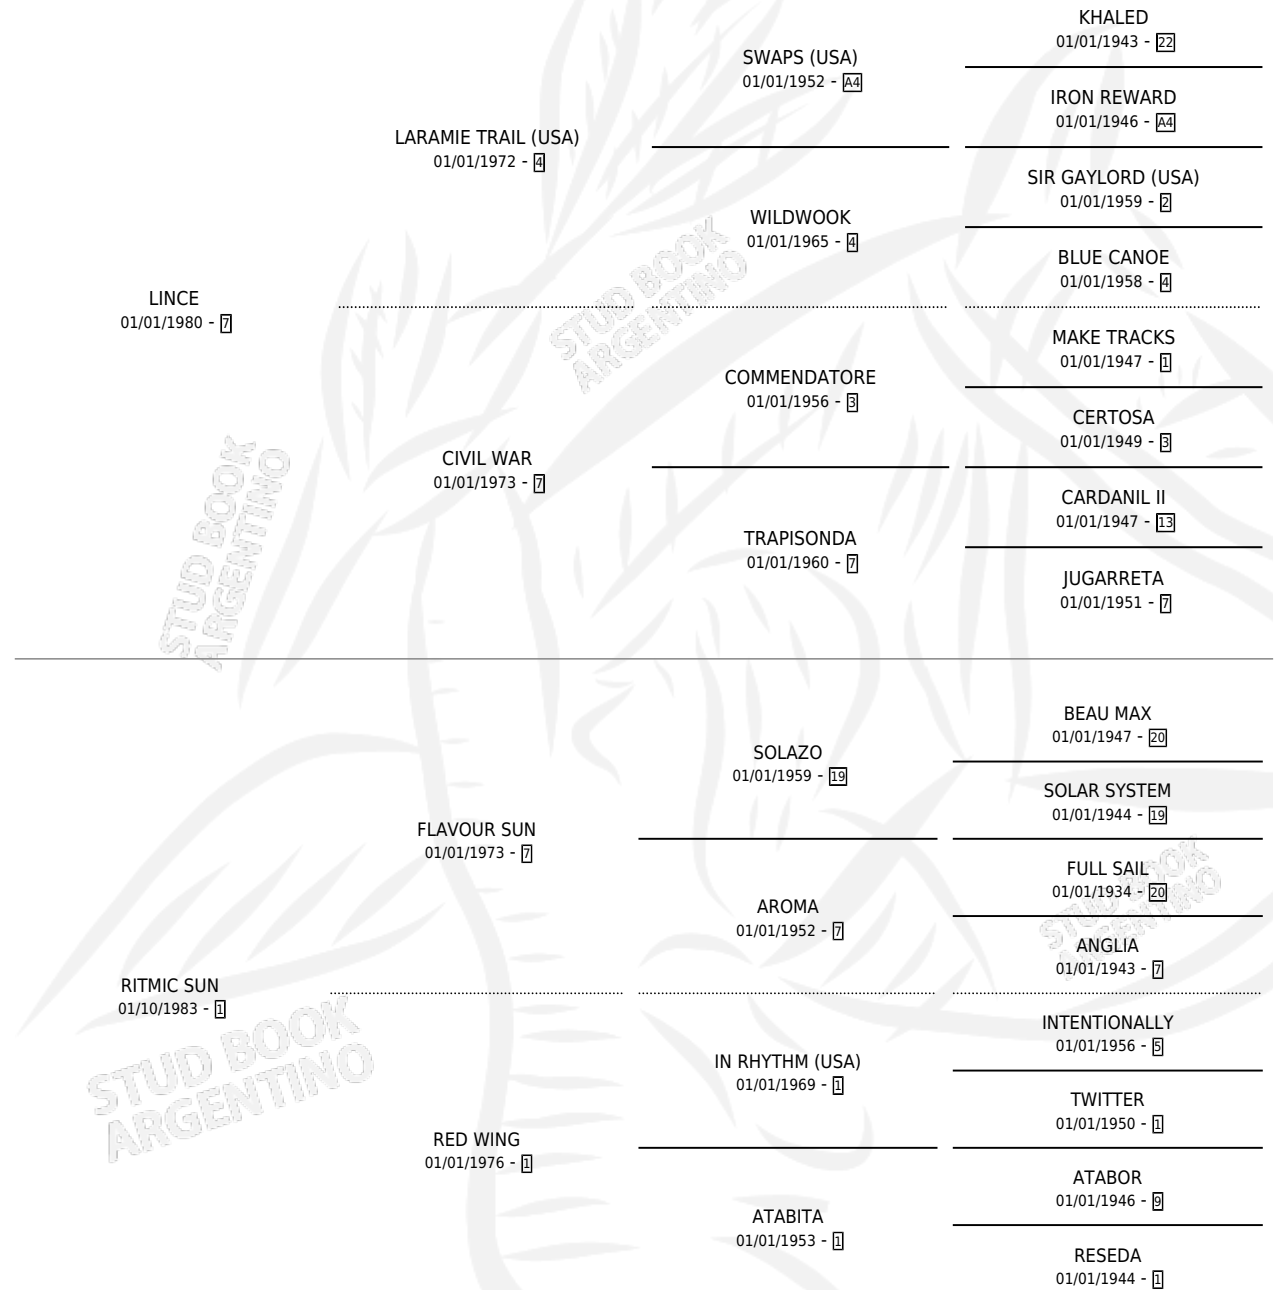 KHALED
01/01/1943 - 22
SWAPS (USA)
01/01/1952 - A4
IRON REWARD
01/01/1946 - A4
LARAMIE TRAIL (USA)
01/01/1972 - 4
SIR GAYLORD (USA)
01/01/1959 - 2
WILDWOOK
01/01/1965 - 4
BLUE CANOE
01/01/1958 - 4
LINCE
01/01/1980 - 7
STUD BOOK
ARGENTINO
MAKE TRACKS
01/01/1947 - 1
COMMENDATORE
01/01/1956 - 3
CERTOSA
01/01/1949 - 3
CIVIL WAR
01/01/1973 - 7
STUD BOOK
ARGENTINO
CARDANIL II
01/01/1947 - 13
TRAPISONDA
01/01/1960 - 7
JUGARRETA
01/01/1951 - 7
BEAU MAX
01/01/1947 - 20
SOLAZO
01/01/1959 - 19
SOLAR SYSTEM
01/01/1944 - 19
FLAVOUR SUN
01/01/1973 - 7
FULL SAIL
01/01/1934 - 20
STUD BOOK
ARGENTINO
AROMA
01/01/1952 - 7
ANGLIA
01/01/1943 - 7
RITMIC SUN
01/10/1983 - 1
STUD BOOK
ARGENTINO
INTENTIONALLY
01/01/1956 - 5
IN RHYTHM (USA)
01/01/1969 - 1
TWITTER
01/01/1950 - 1
RED WING
01/01/1976 - 1
ATABOR
01/01/1946 - 9
ATABITA
01/01/1953 - 1
RESEDA
01/01/1944 - 1